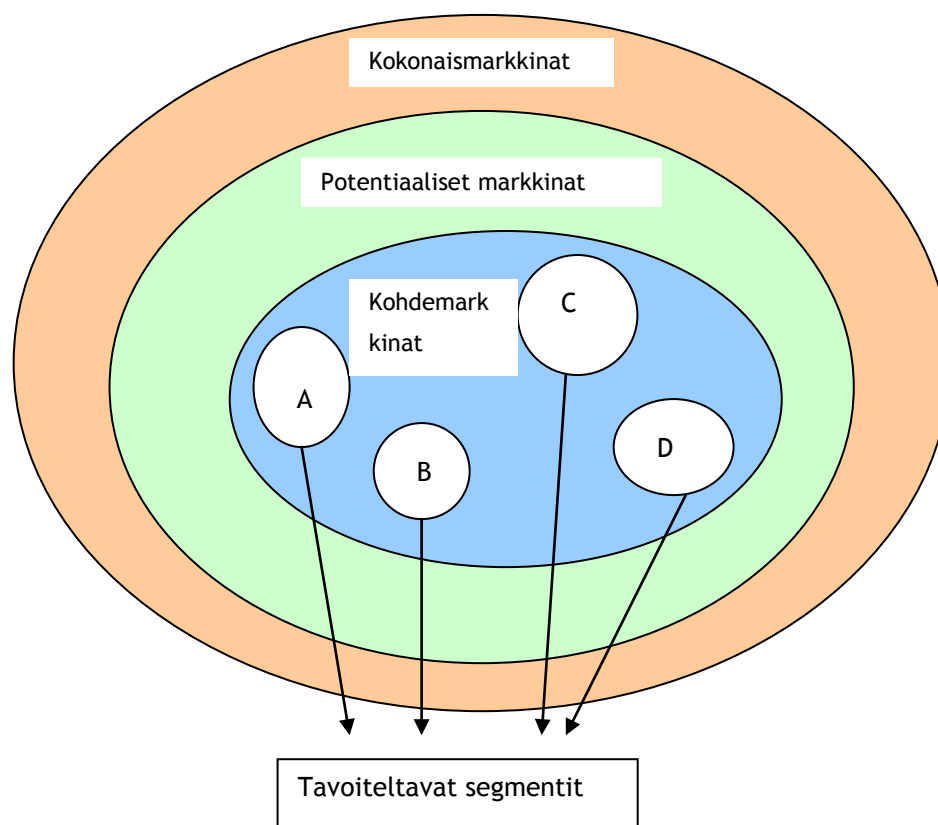 Kokonaismarkkinat
Potentiaaliset markkinat
Kohdemark
kinat
C
A
B
D
Tavoiteltavat segmentit